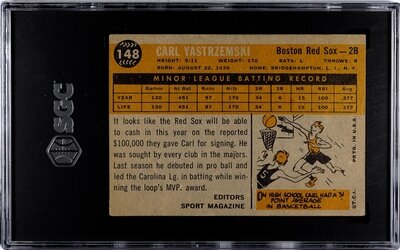 SGC
148
CARL YASTRZEMSKI
Boston Red Sox — 2B
HEIGHT: 5:11 WEIGHT: 170 BATS: L THROWS: R
BORN: AUGUST 22, 1939 HOME: BRIDGEHAMPTON, L. I., N. Y.
MINOR LEAGUE BATTING RECORD
Games At Bat Runs Hits 2B 3B HR RBI Avg.
YEAR 120 451 87 170 34 6 15 100 .377
LIFE 120 451 87 170 34 6 15 100 .377
It looks like the Red Sox will be able
to cash in this year on the reported
$100,000 they gave Carl for signing. He
was sought by every club in the majors.
Last season he debuted in pro ball and
led the Carolina Lg. in batting while win-
ning the loop's MVP. award.
EDITORS
SPORT MAGAZINE
IN HIGH SCHOOL CARL HAD A 34
POINT AVERAGE
IN BASKETBALL
©T.C.G.
PRTD. IN U.S.A.